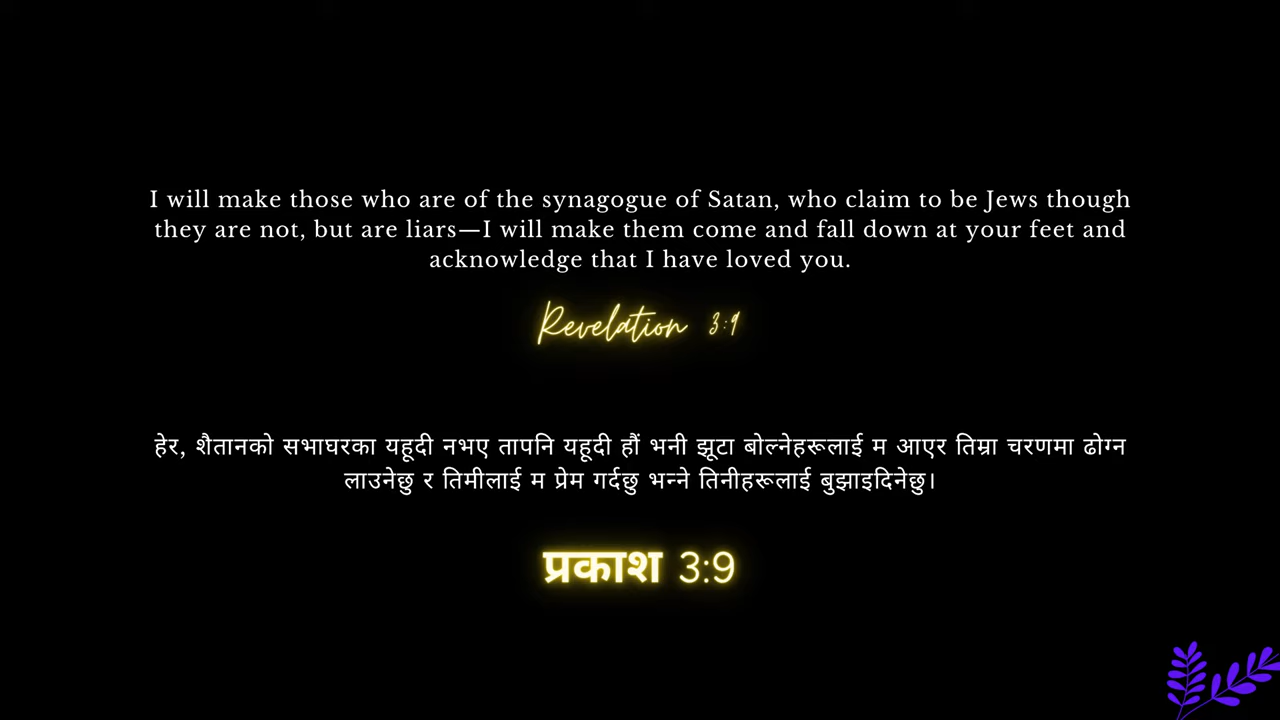 I will make those who are of the synagogue of Satan, who claim to be Jews though
they are not, but are liars—I will make them come and fall down at your feet and
acknowledge that I have loved you.
Revelation 3:9
हेर, शैतानको सभाघरका यहूदी नभए तापनि यहूदी हौं भनी झूटा बोल्नेहरूलाई म आएर तिम्रा चरणमा ढोग्न
लाउनेछु र तिमीलाई म प्रेम गर्दछु भन्ने तिनीहरूलाई बुझाइदिनेछु।
प्रकाश 3:9